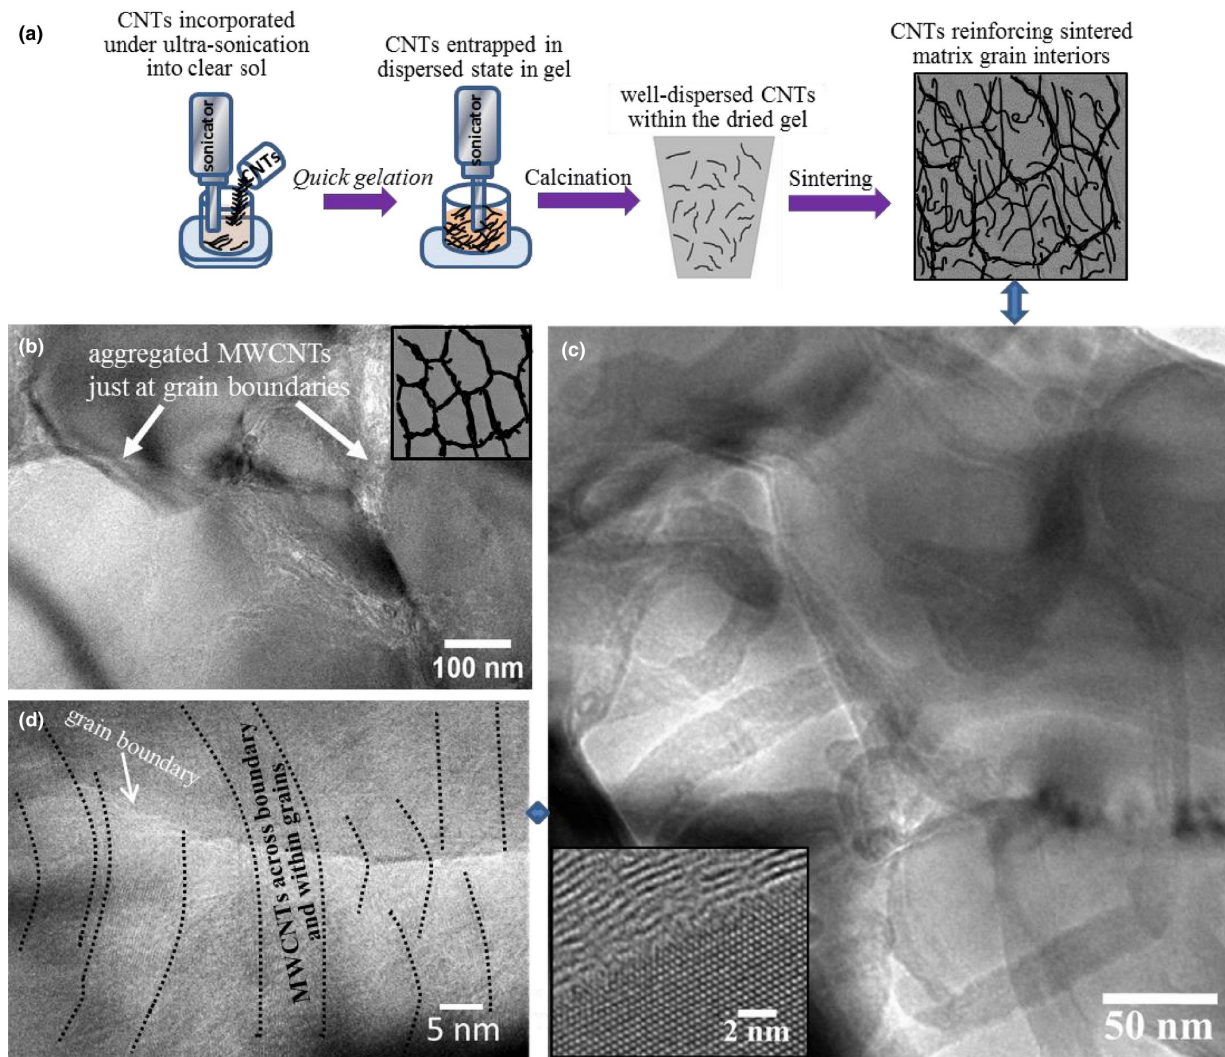 (a)
CNTs incorporated
under ultra-sonication
into clear sol
sonicator
CNTs
Quick gelation
CNTs entrapped in
dispersed state in gel
sonicator
Calcination
well-dispersed CNTs
within the dried gel
Sintering
CNTs reinforcing sintered
matrix grain interiors
(b)
aggregated MWCNTs
just at grain boundaries
100 nm
(c)
2 nm
50 nm
(d)
grain boundary
MWCNTs across boundary
and within grains
5 nm